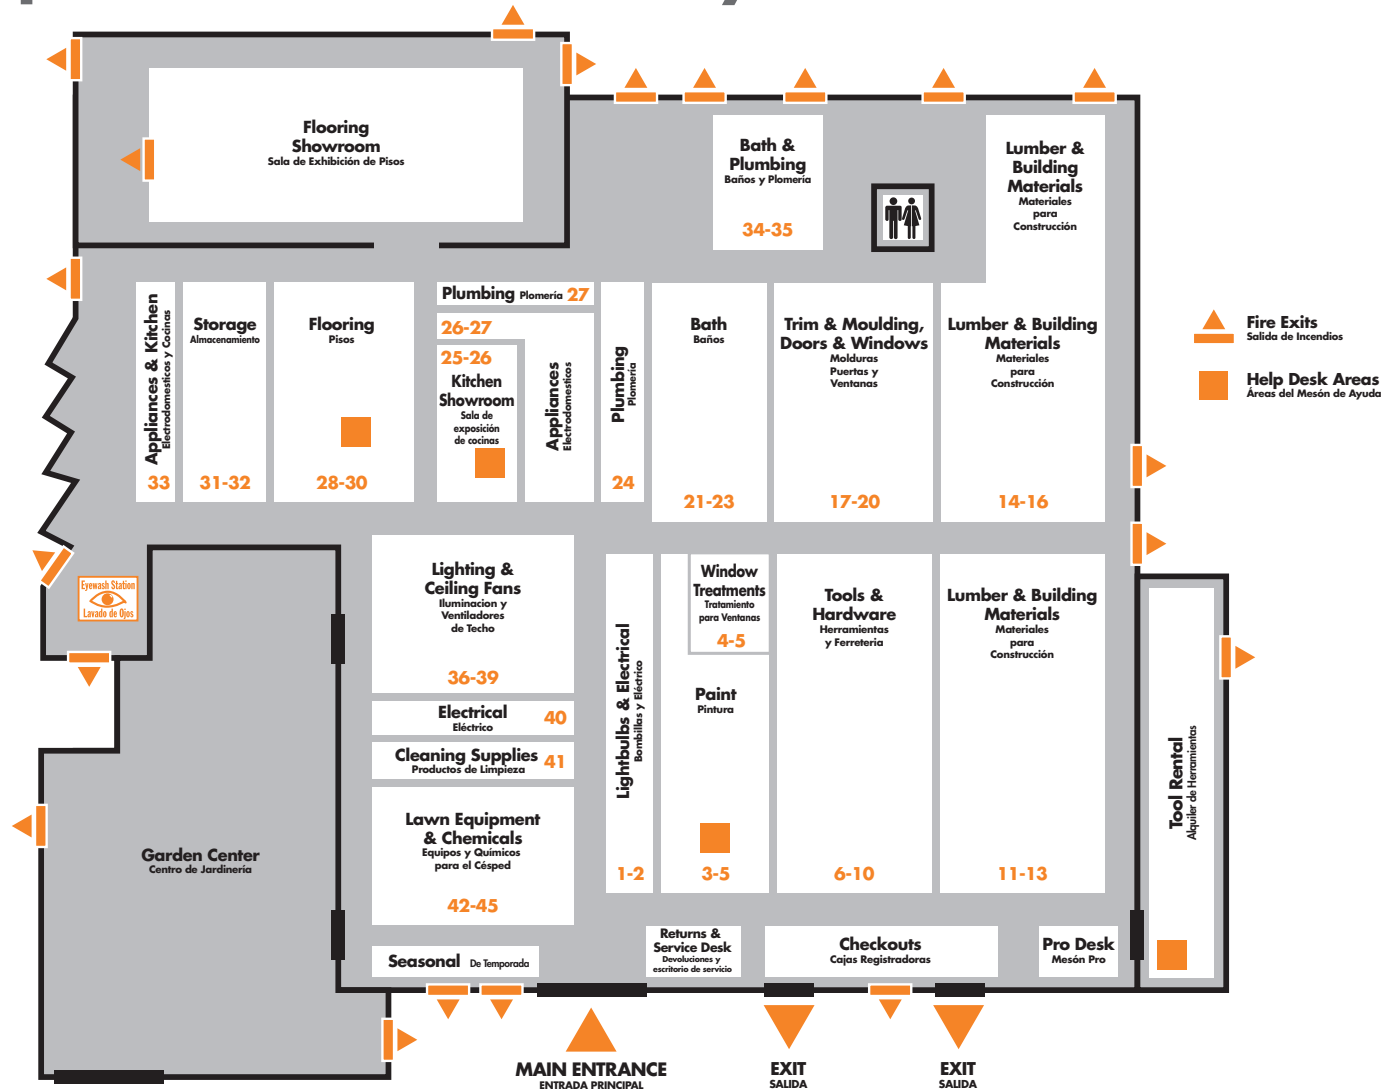 Flooring
Showroom
Sala de Exhibición de Pisos
Bath &
Plumbing
Baños y Plomería
34-35
Lumber &
Building
Materials
Materiales
para
Construcción
Appliances & Kitchen
Electrodomesticos y Cocinas
33
Storage
Almacenamiento
31-32
Flooring
Pisos
28-30
Plumbing Plomería 27
26-27
25-26
Kitchen
Showroom
Sala de
exposición
de cocinas
Appliances
Electrodomesticos
Plumbing
Plomería
24
Bath
Baños
21-23
Trim & Moulding,
Doors & Windows
Molduras
Puertas y
Ventanas
17-20
Lumber & Building
Materials
Materiales
para
Construcción
14-16
Fire Exits
Salida de Incendios
Help Desk Areas
Áreas del Mesón de Ayuda
Eyewash Station
Lavado de Ojos
Lighting &
Ceiling Fans
Iluminacion y
Ventiladores
de Techo
36-39
Electrical
Eléctrico
40
Cleaning Supplies
Productos de Limpieza
41
Lawn Equipment
& Chemicals
Equipos y Químicos
para el Césped
42-45
Seasonal De Temporada
Lightbulbs & Electrical
Bombillas y Eléctrico
1-2
Window
Treatments
Tratamiento
para Ventanas
4-5
Paint
Pintura
3-5
Tools &
Hardware
Herramientas
y Ferreteria
6-10
Lumber & Building
Materials
Materiales
para
Construcción
11-13
Tool Rental
Alquiler de Herramientas
Garden Center
Centro de Jardinería
Returns &
Service Desk
Devoluciones y
escritorio de servicio
Checkouts
Cajas Registradoras
Pro Desk
Mesón Pro
MAIN ENTRANCE
ENTRADA PRINCIPAL
EXIT
SALIDA
EXIT
SALIDA